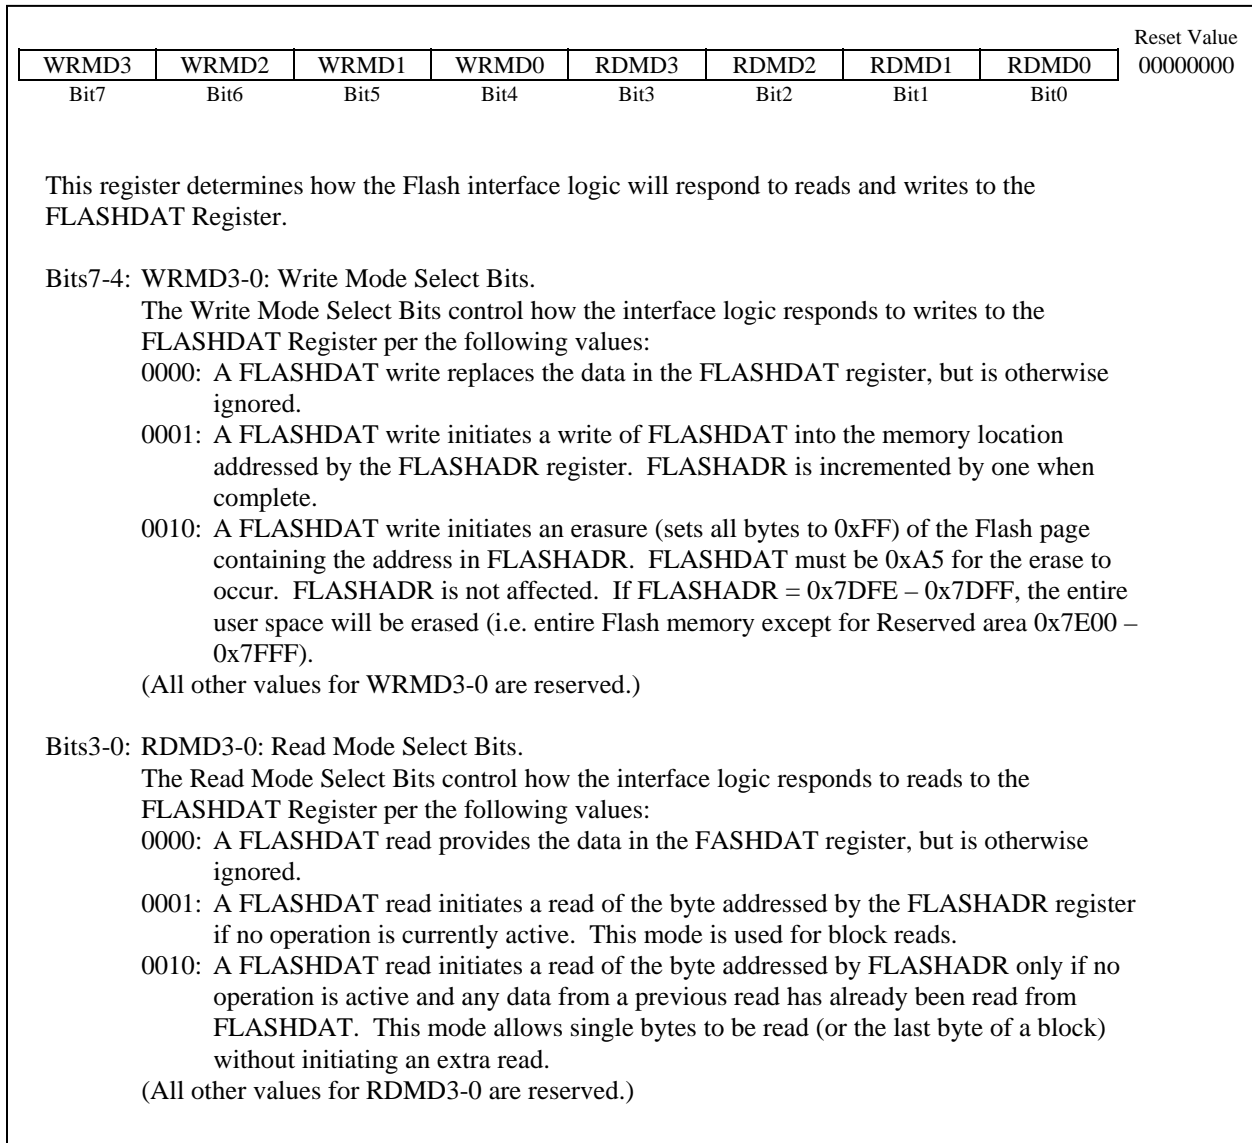 Reset Value
WRMD3 WRMD2 WRMD1 WRMD0 RDMD3 RDMD2 RDMD1 RDMD0 00000000
Bit7 Bit6 Bit5 Bit4 Bit3 Bit2 Bit1 Bit0
This register determines how the Flash interface logic will respond to reads and writes to the
FLASHDAT Register.
Bits7-4: WRMD3-0: Write Mode Select Bits.
The Write Mode Select Bits control how the interface logic responds to writes to the
FLASHDAT Register per the following values:
0000: A FLASHDAT write replaces the data in the FLASHDAT register, but is otherwise
ignored.
0001: A FLASHDAT write initiates a write of FLASHDAT into the memory location
addressed by the FLASHADR register. FLASHADR is incremented by one when
complete.
0010: A FLASHDAT write initiates an erasure (sets all bytes to 0xFF) of the Flash page
containing the address in FLASHADR. FLASHDAT must be 0xA5 for the erase to
occur. FLASHADR is not affected. If FLASHADR = 0x7DFE – 0x7DFF, the entire
user space will be erased (i.e. entire Flash memory except for Reserved area 0x7E00 –
0x7FFF).
(All other values for WRMD3-0 are reserved.)
Bits3-0: RDMD3-0: Read Mode Select Bits.
The Read Mode Select Bits control how the interface logic responds to reads to the
FLASHDAT Register per the following values:
0000: A FLASHDAT read provides the data in the FASHDAT register, but is otherwise
ignored.
0001: A FLASHDAT read initiates a read of the byte addressed by the FLASHADR register
if no operation is currently active. This mode is used for block reads.
0010: A FLASHDAT read initiates a read of the byte addressed by FLASHADR only if no
operation is active and any data from a previous read has already been read from
FLASHDAT. This mode allows single bytes to be read (or the last byte of a block)
without initiating an extra read.
(All other values for RDMD3-0 are reserved.)